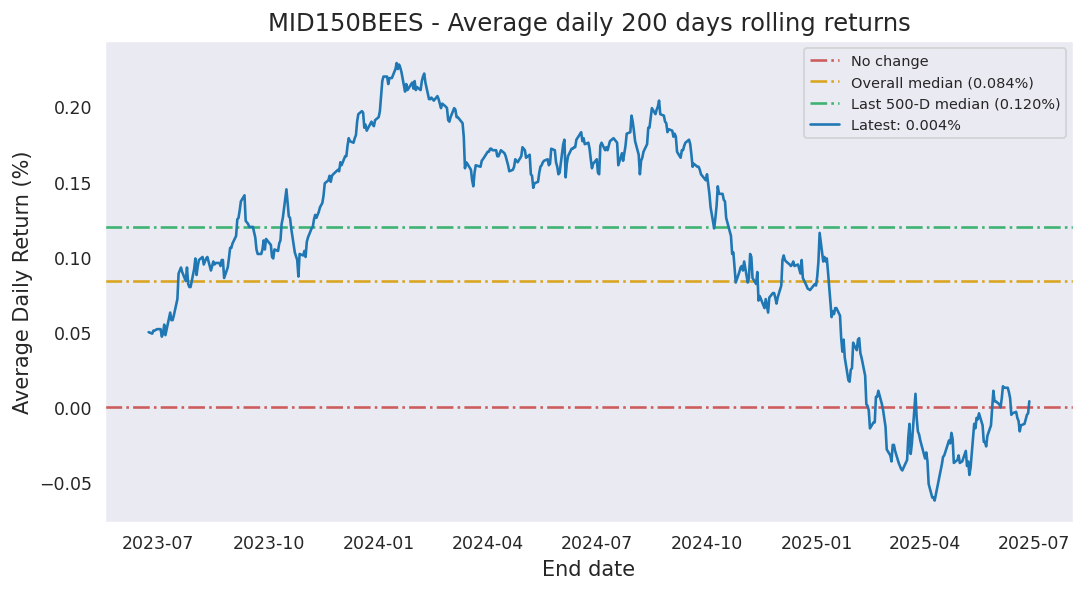 MID150BEES - Average daily 200 days rolling returns
No change
Overall median (0.084%)
Last 500-D median (0.120%)
Latest: 0.004%
Average Daily Return (%)
0.20
0.15
0.10
0.05
0.00
−0.05
2023-07 2023-10 2024-01 2024-04 2024-07 2024-10 2025-01 2025-04 2025-07
End date